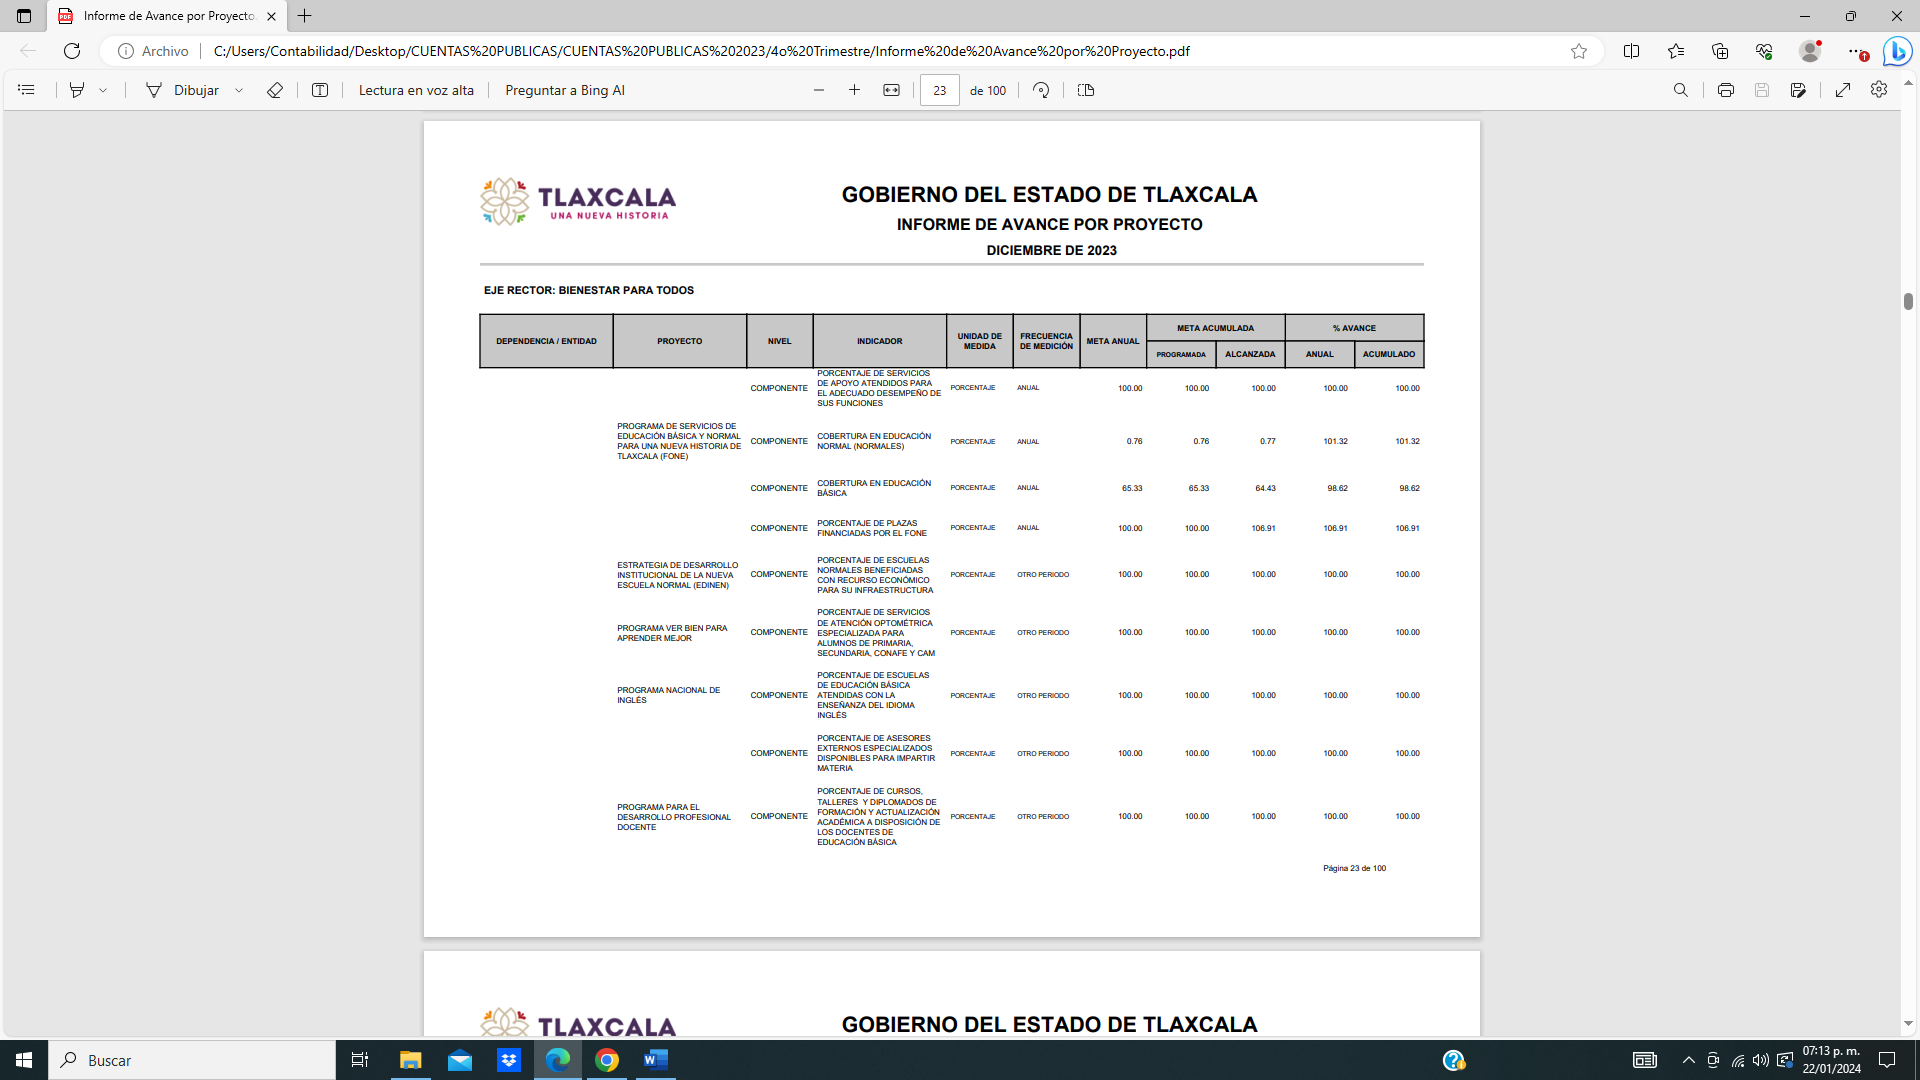 Informe de Avance por Proyecto.
Archivo
C:/Users/Contabilidad/Desktop/CUENTAS%20PUBLICAS/CUENTAS%20PUBLICAS%202023/4o%20Trimestre/Informe%20de%20Avance%20por%20Proyecto.pdf
Dibujar
Lectura en voz alta
Preguntar a Bing AI
23 de 100
TLAXCALA
UNA NUEVA HISTORIA
GOBIERNO DEL ESTADO DE TLAXCALA
INFORME DE AVANCE POR PROYECTO
DICIEMBRE DE 2023
EJE RECTOR: BIENESTAR PARA TODOS
DEPENDENCIA / ENTIDAD
PROYECTO
NIVEL
INDICADOR
UNIDAD DE
MEDIDA
FRECUENCIA
DE MEDICIÓN
META ANUAL
META ACUMULADA
PROGRAMADA
ALCANZADA
% AVANCE
ANUAL
ACUMULADO
COMPONENTE
PORCENTAJE DE SERVICIOS
DE APOYO ATENDIDOS PARA
EL ADECUADO DESEMPEÑO DE
SUS FUNCIONES
PORCENTAJE
ANUAL
100.00 100.00 100.00 100.00 100.00
PROGRAMA DE SERVICIOS DE
EDUCACIÓN BÁSICA Y NORMAL
PARA UNA NUEVA HISTORIA DE
TLAXCALA (FONE)
COMPONENTE
COBERTURA EN EDUCACIÓN
NORMAL (NORMALES)
PORCENTAJE
ANUAL
0.76 0.76 0.77 101.32 101.32
COMPONENTE
COBERTURA EN EDUCACIÓN
BÁSICA
PORCENTAJE
ANUAL
65.33 65.33 64.43 98.62 98.62
COMPONENTE
PORCENTAJE DE PLAZAS
FINANCIADAS POR EL FONE
PORCENTAJE
ANUAL
100.00 100.00 106.91 106.91 106.91
ESTRATEGIA DE DESARROLLO
INSTITUCIONAL DE LA NUEVA
ESCUELA NORMAL (EDINEN)
COMPONENTE
PORCENTAJE DE ESCUELAS
NORMALES BENEFICIADAS
CON RECURSO ECONÓMICO
PARA SU INFRAESTRUCTURA
PORCENTAJE
OTRO PERIODO
100.00 100.00 100.00 100.00 100.00
PROGRAMA VER BIEN PARA
APRENDER MEJOR
COMPONENTE
PORCENTAJE DE SERVICIOS
DE ATENCIÓN OPTOMÉTRICA
ESPECIALIZADA PARA
ALUMNOS DE PRIMARIA,
SECUNDARIA, CONAFE Y CAM
PORCENTAJE
OTRO PERIODO
100.00 100.00 100.00 100.00 100.00
PROGRAMA NACIONAL DE
INGLÉS
COMPONENTE
PORCENTAJE DE ESCUELAS
DE EDUCACIÓN BÁSICA
ATENDIDAS CON LA
ENSEÑANZA DEL IDIOMA
INGLÉS
PORCENTAJE
OTRO PERIODO
100.00 100.00 100.00 100.00 100.00
COMPONENTE
PORCENTAJE DE ASESORES
EXTERNOS ESPECIALIZADOS
DISPONIBLES PARA IMPARTIR
MATERIA
PORCENTAJE
OTRO PERIODO
100.00 100.00 100.00 100.00 100.00
PROGRAMA PARA EL
DESARROLLO PROFESIONAL
DOCENTE
COMPONENTE
PORCENTAJE DE CURSOS,
TALLERES Y DIPLOMADOS DE
FORMACIÓN Y ACTUALIZACIÓN
ACADÉMICA A DISPOSICIÓN DE
LOS DOCENTES DE
EDUCACIÓN BÁSICA
PORCENTAJE
OTRO PERIODO
100.00 100.00 100.00 100.00 100.00
Página 23 de 100
TLAXCALA
GOBIERNO DEL ESTADO DE TLAXCALA
Buscar
07:13 p. m.
22/01/2024